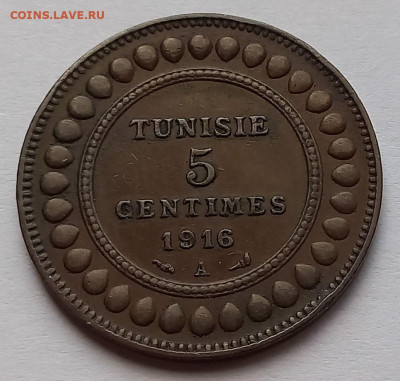 COINS.LAVE.RU
TUNISIE
5
CENTIMES
1916
A